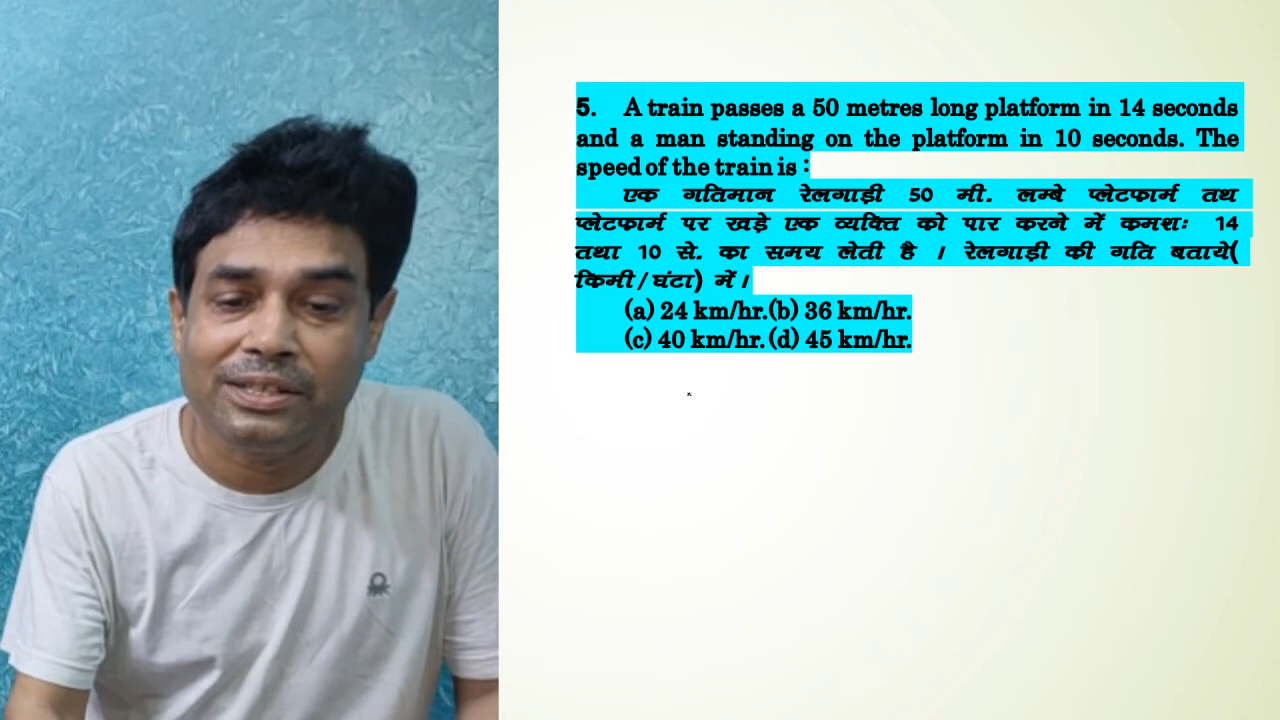 5. A train passes a 50 metres long platform in 14 seconds
and a man standing on the platform in 10 seconds. The
speed of the train is :
एक गतिमान रेलगाड़ी 50 मी. लम्बे प्लेटफार्म तथ
प्लेटफार्म पर खड़े एक व्यक्ति को पार करने में कमशः 14
तथा 10 से. का समय लेती है । रेलगाड़ी की गति बताये(
किमी/घंटा) में।
(a) 24 km/hr.(b) 36 km/hr.
(c) 40 km/hr.(d) 45 km/hr.